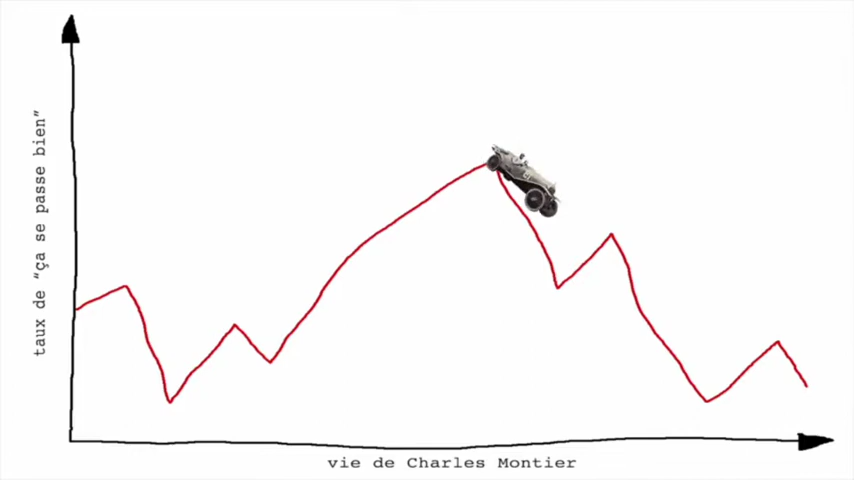 taux de “ça se passe bien”
vie de Charles Montier